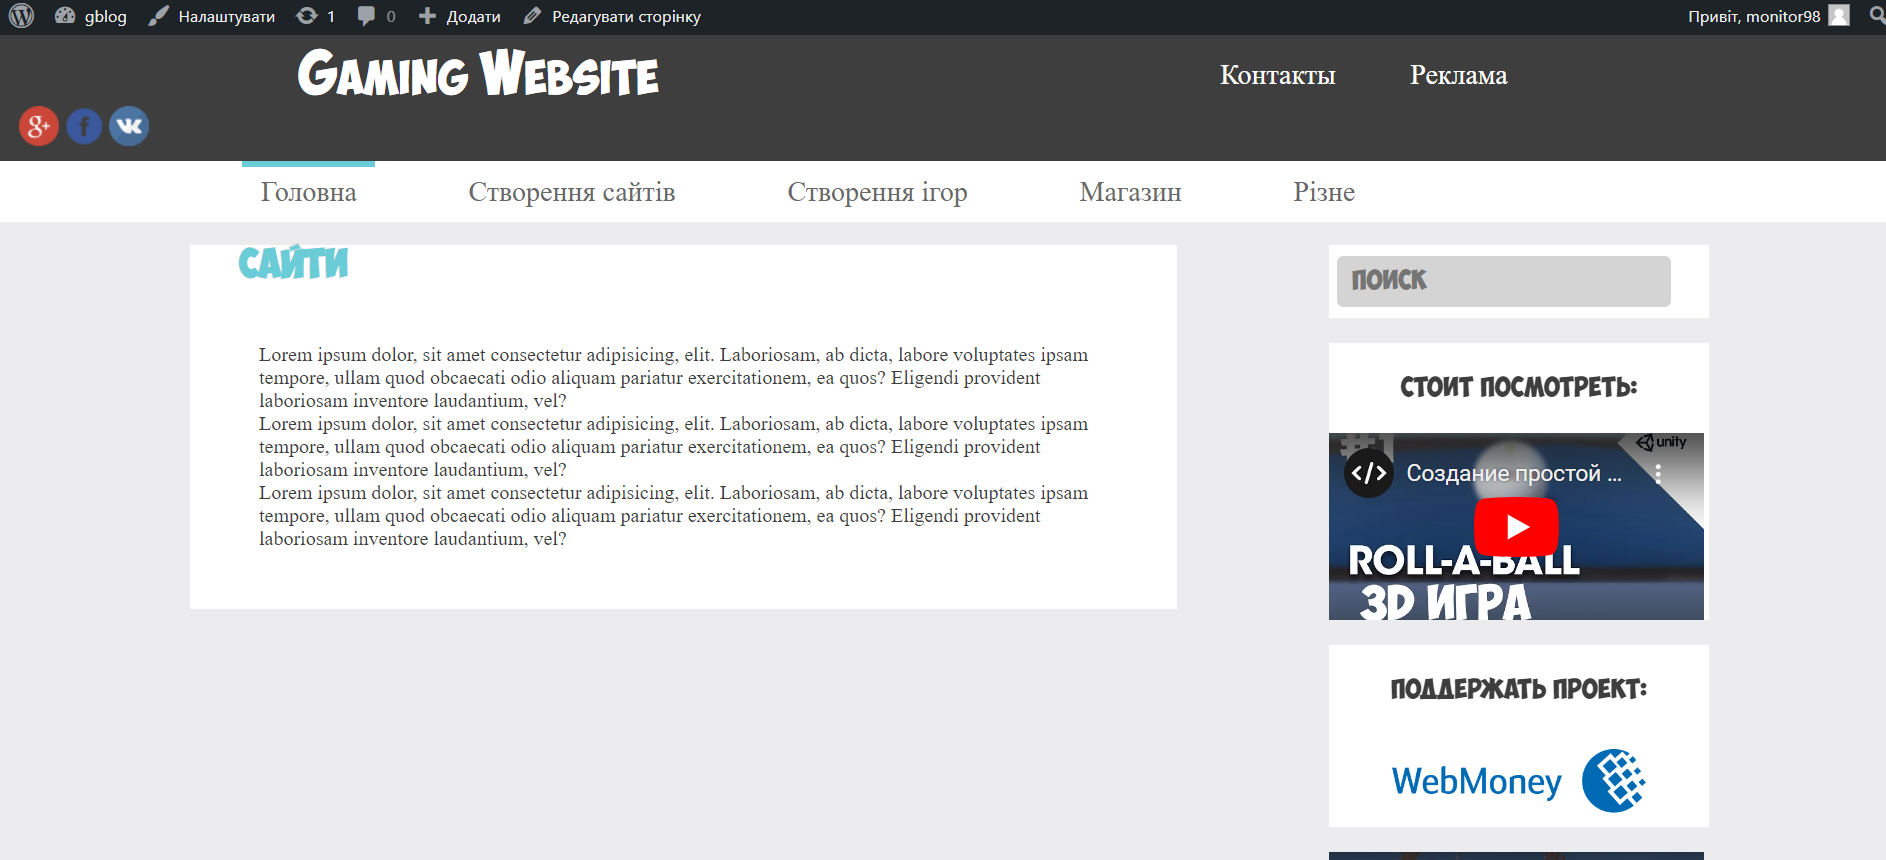 gblog Налаштувати 1 0 Додати Редагувати сторінку Привіт, monitor98
Gaming Website
Контакты Реклама
g+ f
Головна Створення сайтів Створення ігор Магазин Різне
САЙТИ
Lorem ipsum dolor, sit amet consectetur adipisicing, elit. Laboriosam, ab dicta, labore voluptates ipsam
tempore, ullam quod obcaecati odio aliquam pariatur exercitationem, ea quos? Eligendi provident
laboriosam inventore laudantium, vel?
Lorem ipsum dolor, sit amet consectetur adipisicing, elit. Laboriosam, ab dicta, labore voluptates ipsam
tempore, ullam quod obcaecati odio aliquam pariatur exercitationem, ea quos? Eligendi provident
laboriosam inventore laudantium, vel?
Lorem ipsum dolor, sit amet consectetur adipisicing, elit. Laboriosam, ab dicta, labore voluptates ipsam
tempore, ullam quod obcaecati odio aliquam pariatur exercitationem, ea quos? Eligendi provident
laboriosam inventore laudantium, vel?
ПОИСК
СТОИТ ПОСМОТРЕТЬ:
#1
unity
Создание простой ...
ROLL-A-BALL
3D ИГРА
ПОДДЕРЖАТЬ ПРОЕКТ:
WebMoney